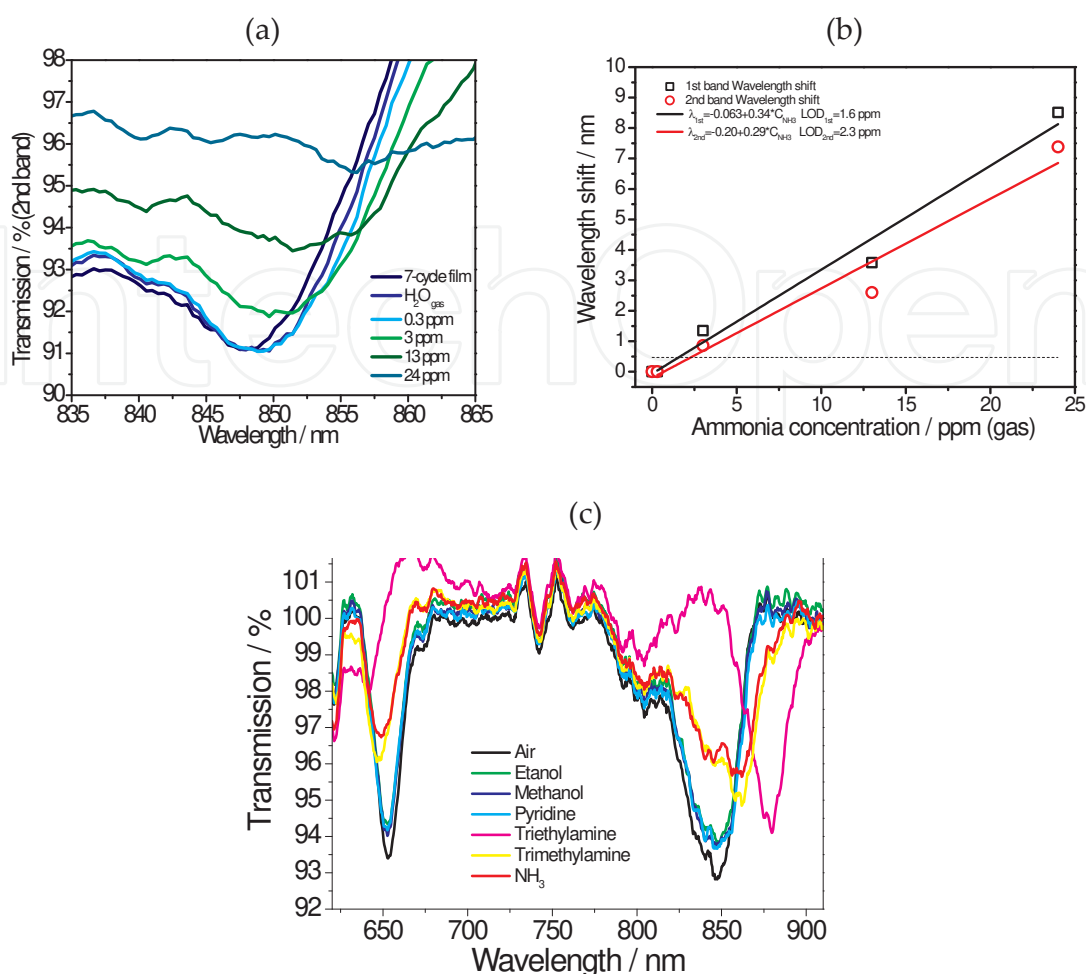 (a)
98
97
96
95
94
93
92
91
90
Transmission / % (2nd band)
7-cycle film
H2Ogas
0.3 ppm
3 ppm
13 ppm
24 ppm
835 840 845 850 855 860 865
Wavelength / nm
(b)
10
9
8
7
6
5
4
3
2
1
0
Wavelength shift / nm
1st band Wavelength shift
2nd band Wavelength shift
λ1st=-0.063+0.34*CNH3 LOD1st=1.6 ppm
λ2nd=-0.20+0.29*CNH3 LOD2nd=2.3 ppm
0 5 10 15 20 25
Ammonia concentration / ppm (gas)
(c)
101
100
99
98
97
96
95
94
93
92
Transmission / %
Air
Etanol
Methanol
Pyridine
Triethylamine
Trimethylamine
NH3
650 700 750 800 850 900
Wavelength / nm